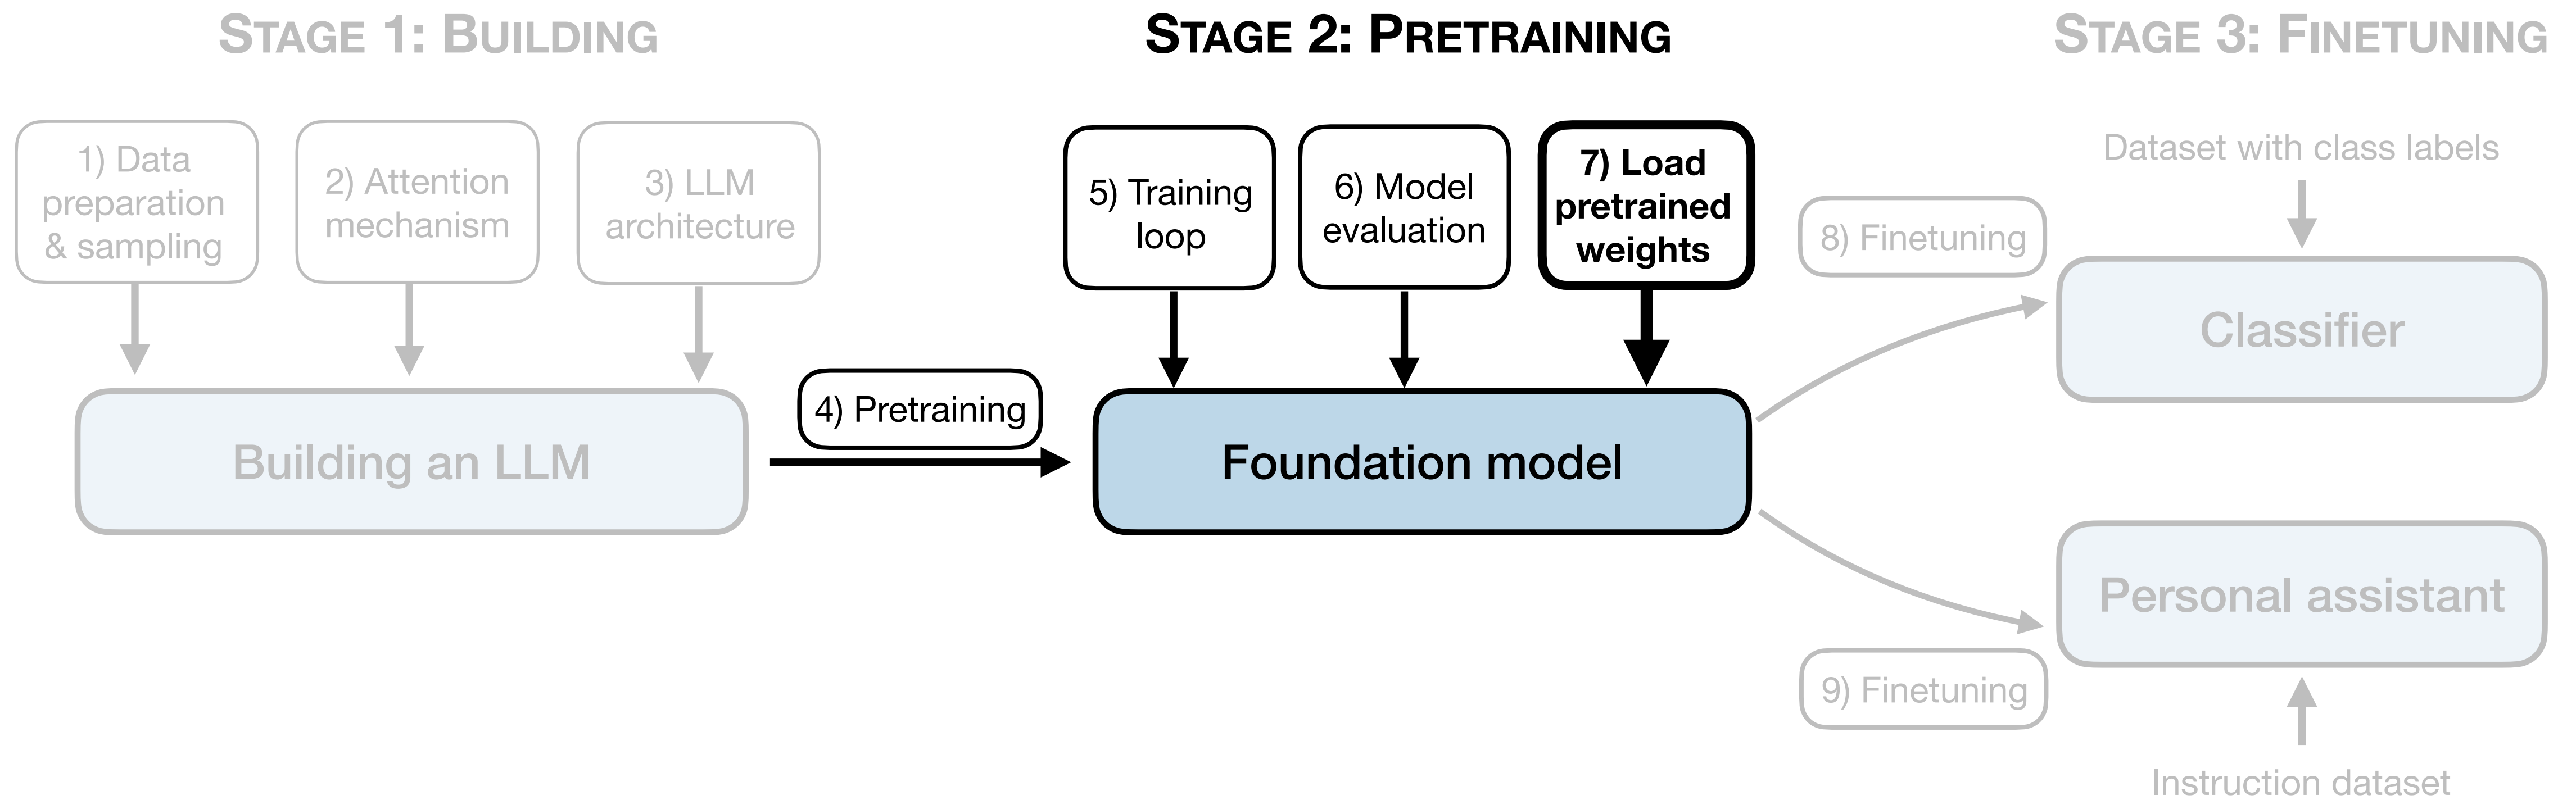 STAGE 1: BUILDING
1) Data
preparation
& sampling
2) Attention
mechanism
3) LLM
architecture
Building an LLM
STAGE 2: PRETRAINING
4) Pretraining
5) Training
loop
6) Model
evaluation
7) Load
pretrained
weights
Foundation model
STAGE 3: FINETUNING
Dataset with class labels
8) Finetuning
Classifier
Personal assistant
9) Finetuning
Instruction dataset